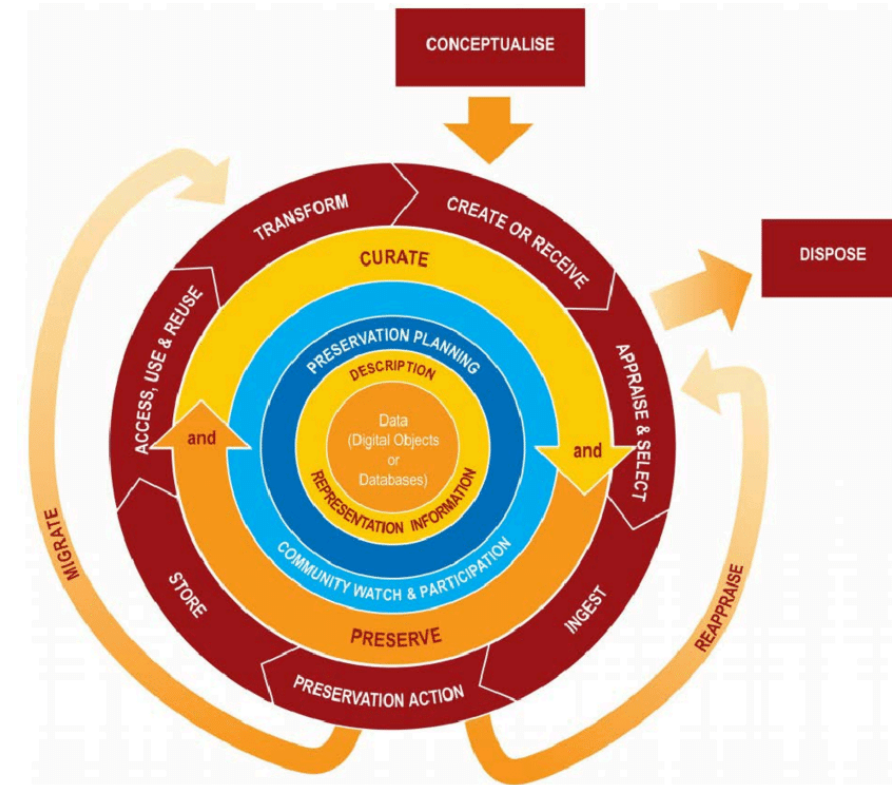 CONCEPTUALISE
TRANSFORM
CREATE OR RECEIVE
DISPOSE
CURATE
ACCESS, USE & REUSE
APPRAISE & SELECT
PRESERVATION PLANNING
DESCRIPTION
Data
(Digital Objects
or
Databases)
and
and
REPRESENTATION INFORMATION
COMMUNITY WATCH & PARTICIPATION
MIGRATE
STORE
INGEST
REAPPRAISE
PRESERVE
PRESERVATION ACTION